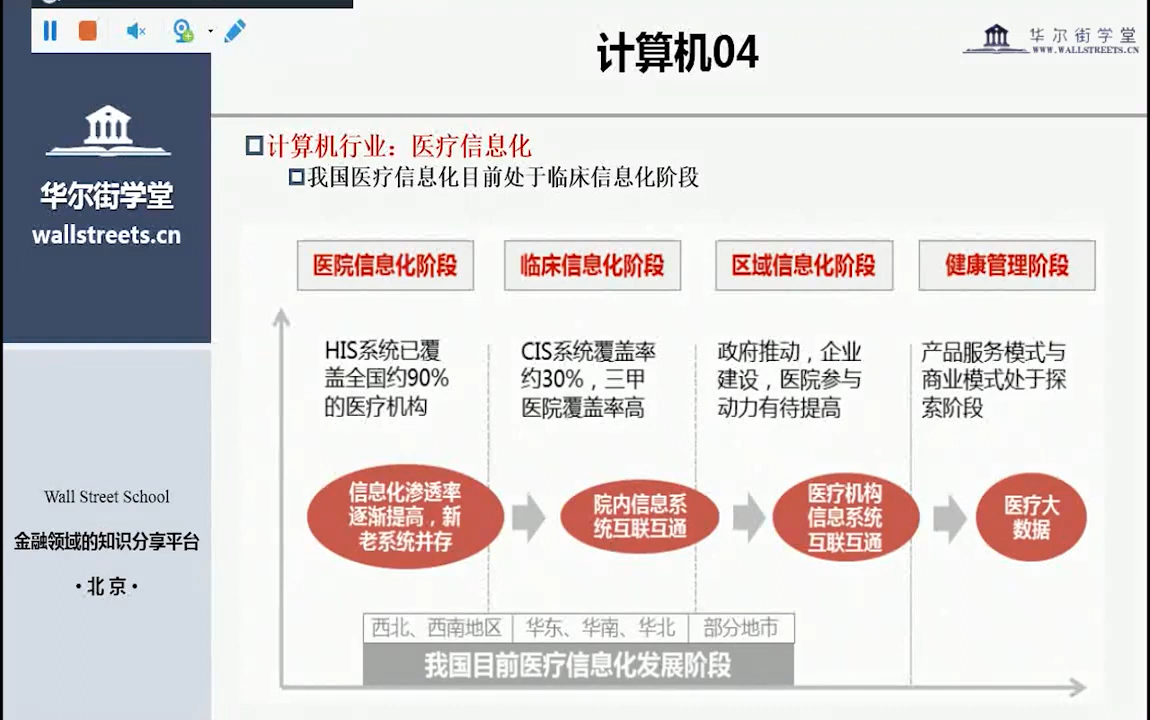 计算机04
华尔街学堂
WWW.WALLSTREETS.CN
华尔街学堂
wallstreets.cn
Wall Street School
金融领域的知识分享平台
·北京·
计算机行业：医疗信息化
我国医疗信息化目前处于临床信息化阶段
医院信息化阶段
临床信息化阶段
区域信息化阶段
健康管理阶段
HIS系统已覆
盖全国约90%
的医疗机构
CIS系统覆盖率
约30%，三甲
医院覆盖率高
政府推动，企业
建设，医院参与
动力有待提高
产品服务模式与
商业模式处于探
索阶段
信息化渗透率
逐渐提高，新
老系统并存
院内信息系
统互联互通
医疗机构
信息系统
互联互通
医疗大
数据
西北、西南地区
华东、华南、华北
部分地市
我国目前医疗信息化发展阶段